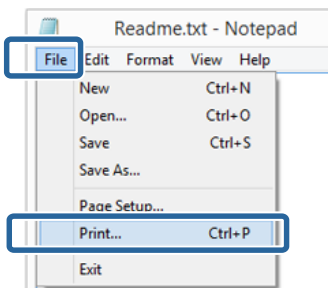 Readme.txt - Notepad
File Edit Format View Help
New Ctrl+N
Open... Ctrl+O
Save Ctrl+S
Save As...
Page Setup...
Print... Ctrl+P
Exit